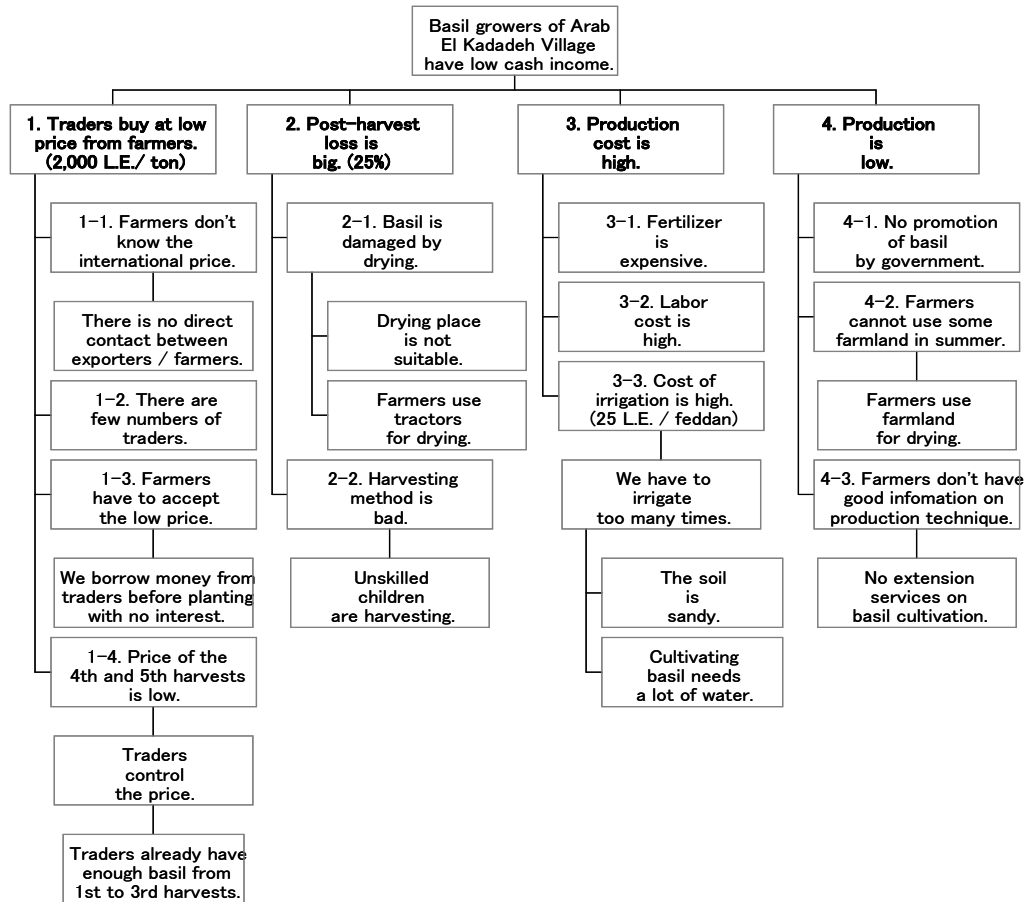 Basil growers of Arab
El Kadadeh Village
have low cash income.
1. Traders buy at low
price from farmers.
(2,000 L.E./ ton)
1-1. Farmers don't
know the
international price.
There is no direct
contact between
exporters / farmers.
1-2. There are
few numbers of
traders.
1-3. Farmers
have to accept
the low price.
We borrow money from
traders before planting
with no interest.
1-4. Price of the
4th and 5th harvests
is low.
Traders
control
the price.
Traders already have
enough basil from
1st to 3rd harvests.
2. Post-harvest
loss is
big. (25%)
2-1. Basil is
damaged by
drying.
Drying place
is not
suitable.
Farmers use
tractors
for drying.
2-2. Harvesting
method is
bad.
Unskilled
children
are harvesting.
3. Production
cost is
high.
3-1. Fertilizer
is
expensive.
3-2. Labor
cost is
high.
3-3. Cost of
irrigation is high.
(25 L.E. / feddan)
We have to
irrigate
too many times.
The soil
is
sandy.
Cultivating
basil needs
a lot of water.
4. Production
is
low.
4-1. No promotion
of basil
by government.
4-2. Farmers
cannot use some
farmland in summer.
Farmers use
farmland
for drying.
4-3. Farmers don't have
good infomation on
production technique.
No extension
services on
basil cultivation.